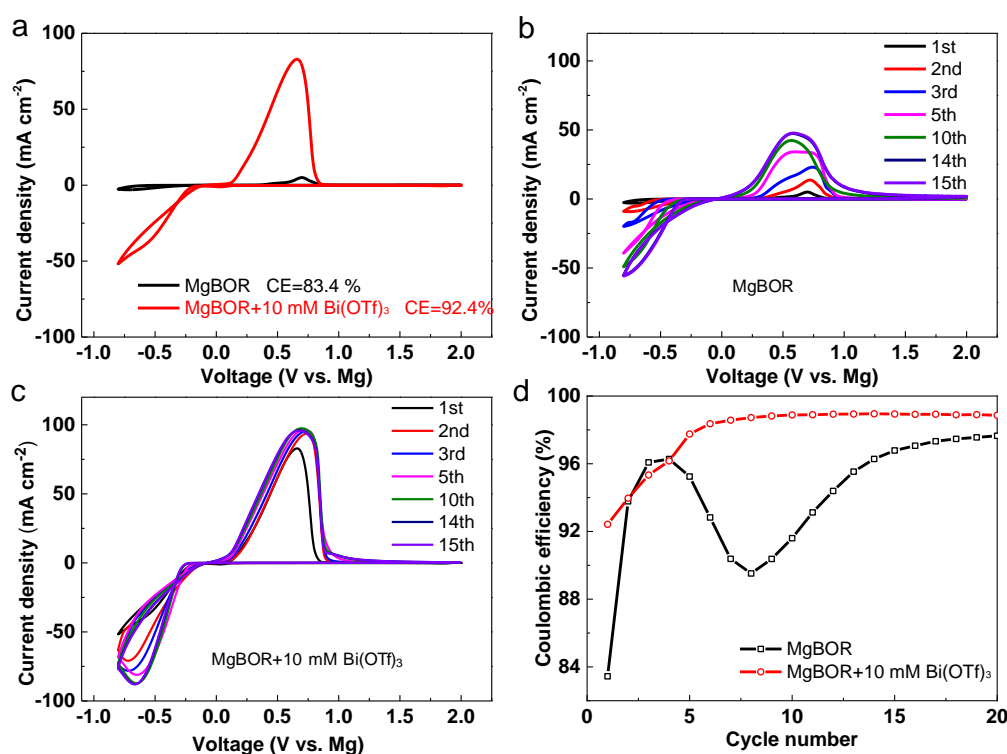 a
Current density (mA cm⁻²)
100
50
0
-50
-100
MgBOR CE=83.4 %
MgBOR+10 mM Bi(OTf)₃ CE=92.4%
-1.0 -0.5 0.0 0.5 1.0 1.5 2.0
Voltage (V vs. Mg)
b
Current density (mA cm⁻²)
100
50
0
-50
-100
1st
2nd
3rd
5th
10th
14th
15th
MgBOR
-1.0 -0.5 0.0 0.5 1.0 1.5 2.0
Voltage (V vs. Mg)
c
Current density (mA cm⁻²)
100
50
0
-50
-100
1st
2nd
3rd
5th
10th
14th
15th
MgBOR+10 mM Bi(OTf)₃
-1.0 -0.5 0.0 0.5 1.0 1.5 2.0
Voltage (V vs. Mg)
d
Coulombic efficiency (%)
100
96
92
88
84
MgBOR
MgBOR+10 mM Bi(OTf)₃
0 5 10 15 20
Cycle number